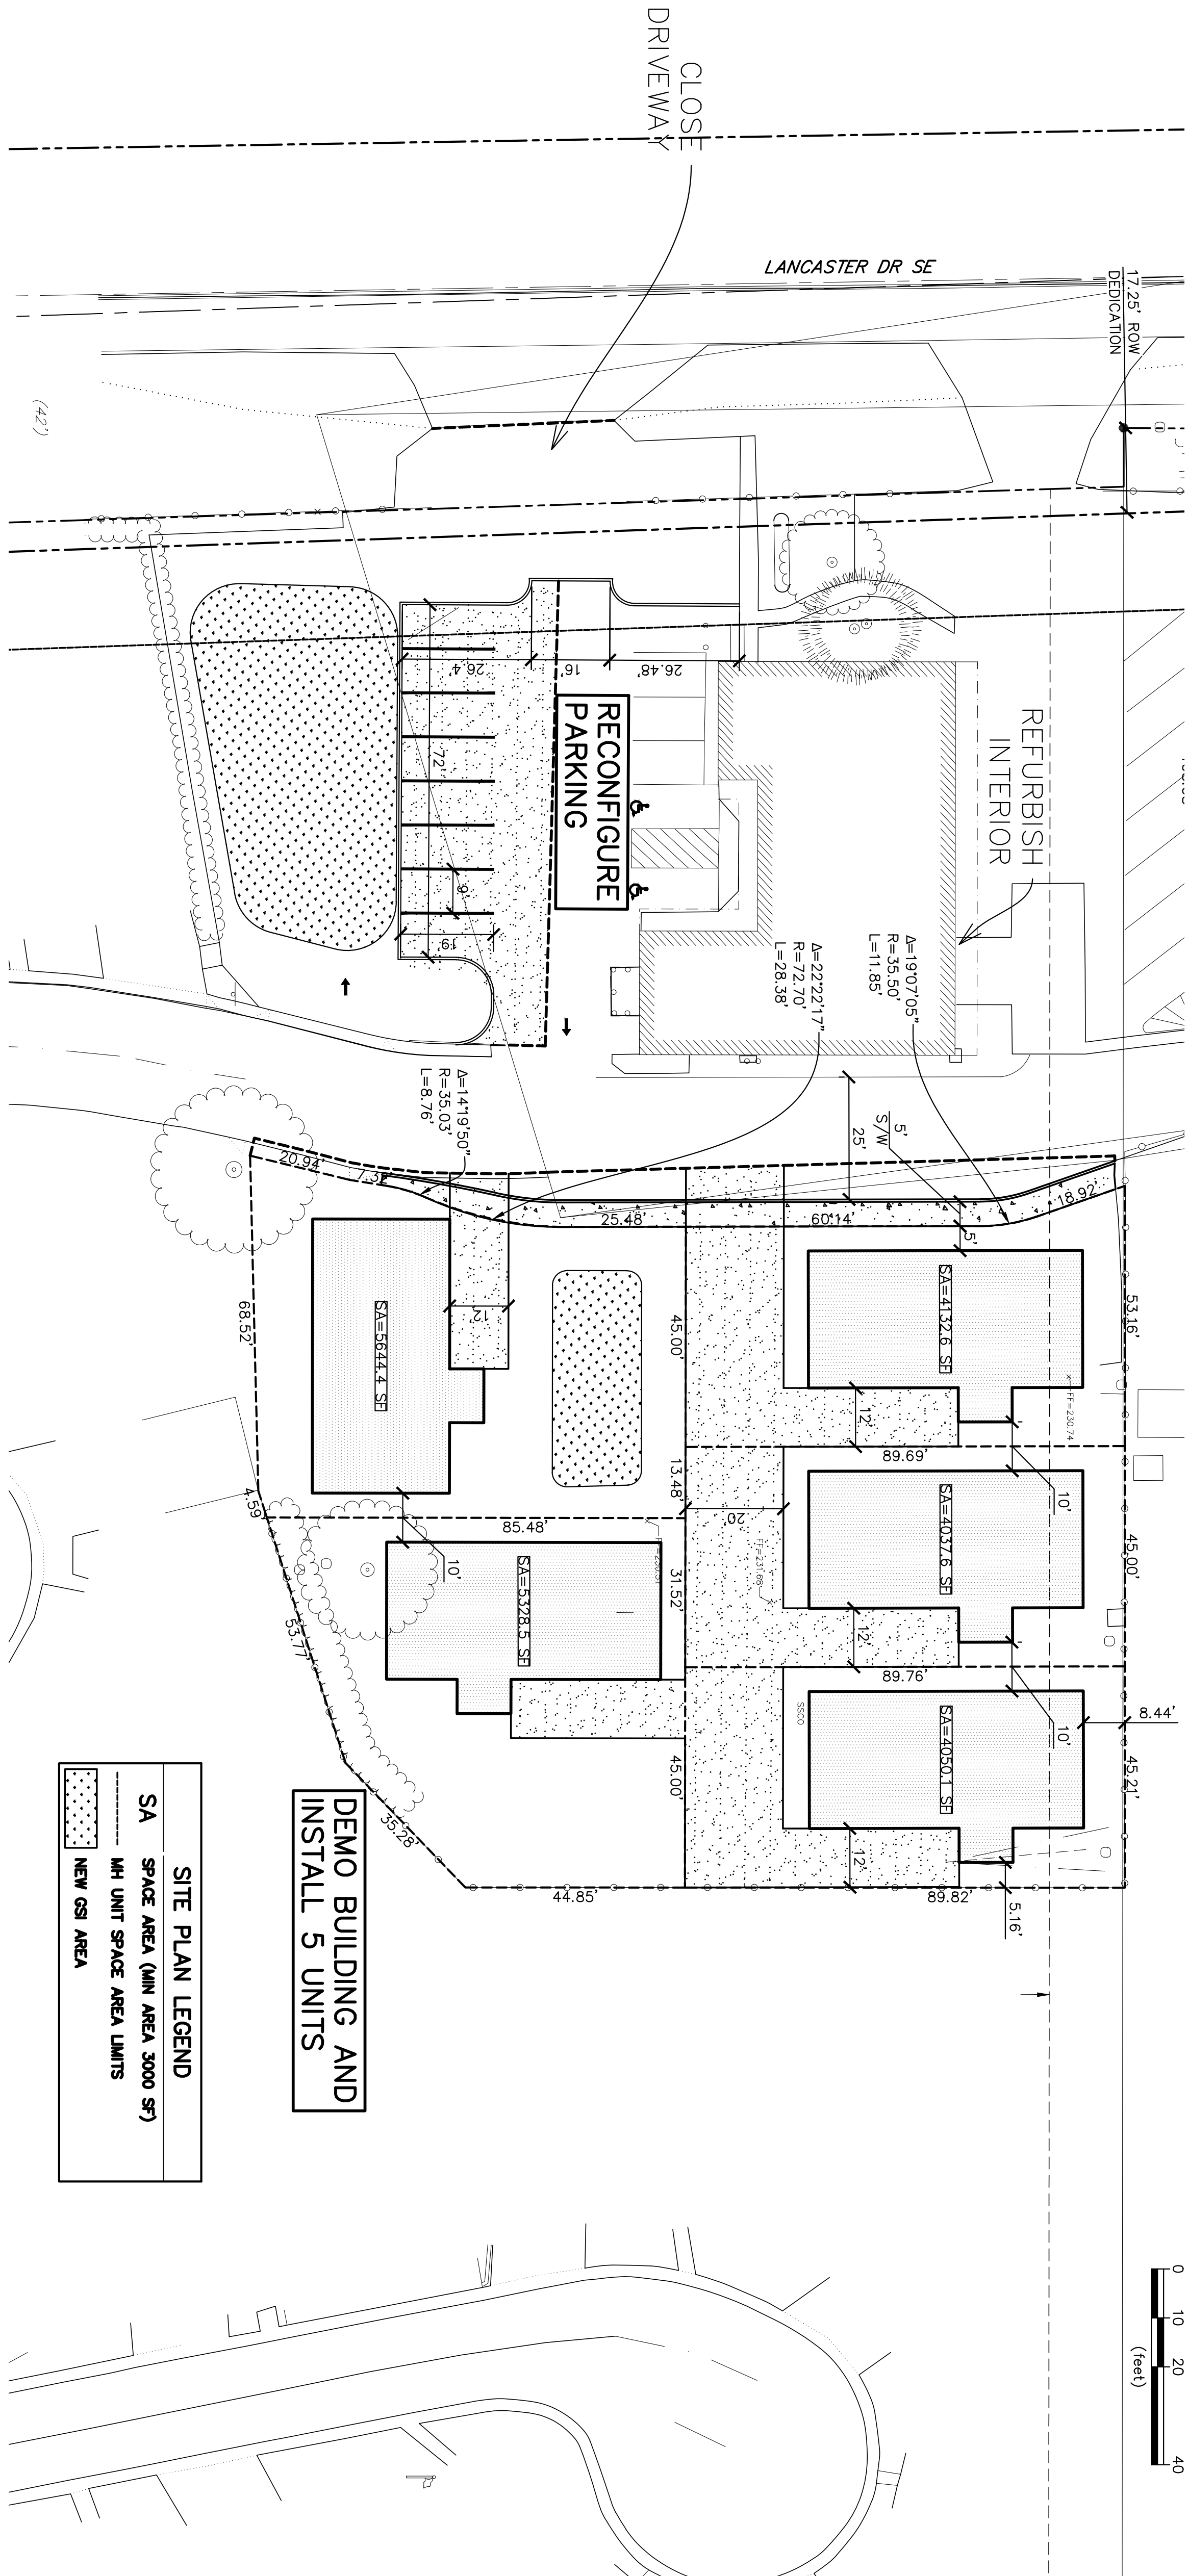 CLOSE
DRIVEWAY
LANCASTER DR SE
17.25' ROW
DEDICATION
(42')
26.4'
16'
26.48'
72'
9'
19'
RECONFIGURE
PARKING
REFURBISH
INTERIOR
Δ=19°07'05"
R=35.50'
L=11.85'
Δ=22°22'17"
R=72.70'
L=28.38'
Δ=14°19'50"
R=35.03'
L=8.76'
5'
S/W
25'
20.94'
25.48'
60.14'
18.92'
5'
SA=4132.6 SF
53.16'
FF=230.74
12'
45.00'
12'
SA=5644.4 SF
68.52'
89.69'
10'
13.48'
20'
SA=4037.6 SF
45.00'
FF=231.68
4.59'
85.48'
10'
31.52'
SA=5328.5 SF
53.77'
12'
89.76'
10'
SSCO
SA=4050.1 SF
8.44'
45.21'
45.00'
12'
35.28'
44.85'
89.82'
5.16'
DEMO BUILDING AND
INSTALL 5 UNITS
SITE PLAN LEGEND
SA SPACE AREA (MIN AREA 3000 SF)
MH UNIT SPACE AREA LIMITS
NEW GSI AREA
0 10 20 40
(feet)